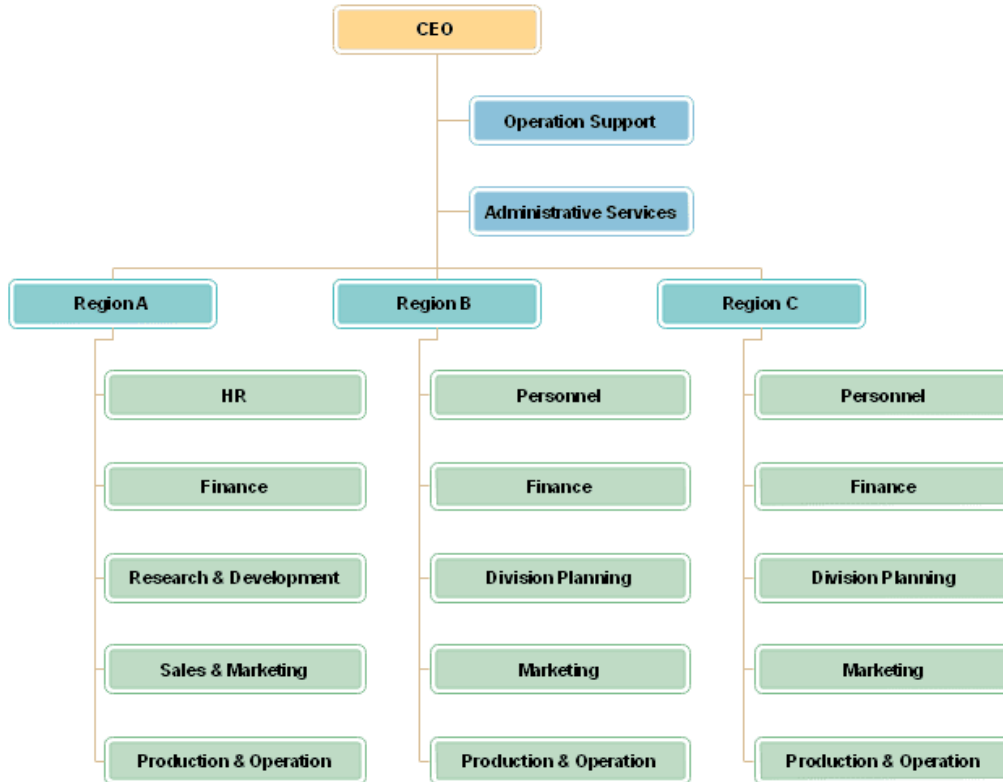 CEO
Operation Support
Administrative Services
Region A
Region B
Region C
HR
Personnel
Personnel
Finance
Finance
Finance
Research & Development
Division Planning
Division Planning
Sales & Marketing
Marketing
Marketing
Production & Operation
Production & Operation
Production & Operation